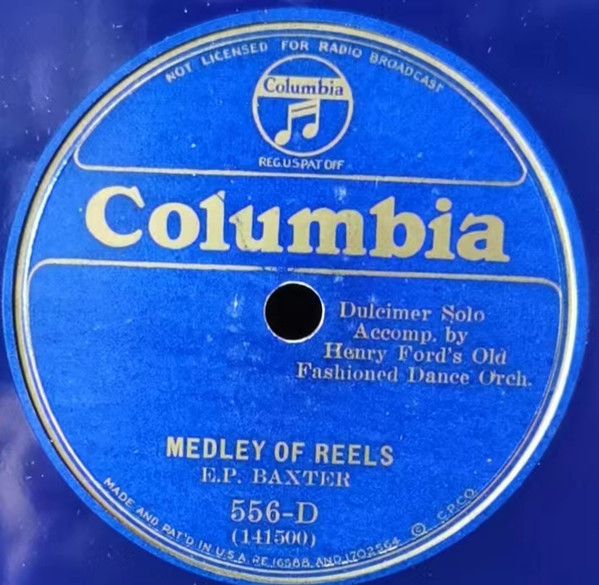 NOT LICENSED FOR RADIO BROADCAST
Columbia
REG.U.S.PAT.OFF
Columbia
Dulcimer Solo
Accomp. by
Henry Ford's Old
Fashioned Dance Orch.
MEDLEY OF REELS
E.P. BAXTER
556-D
(141500)
MADE AND PAT'D IN U.S.A. RE 16588 AND 1702564 © C.P.CO.